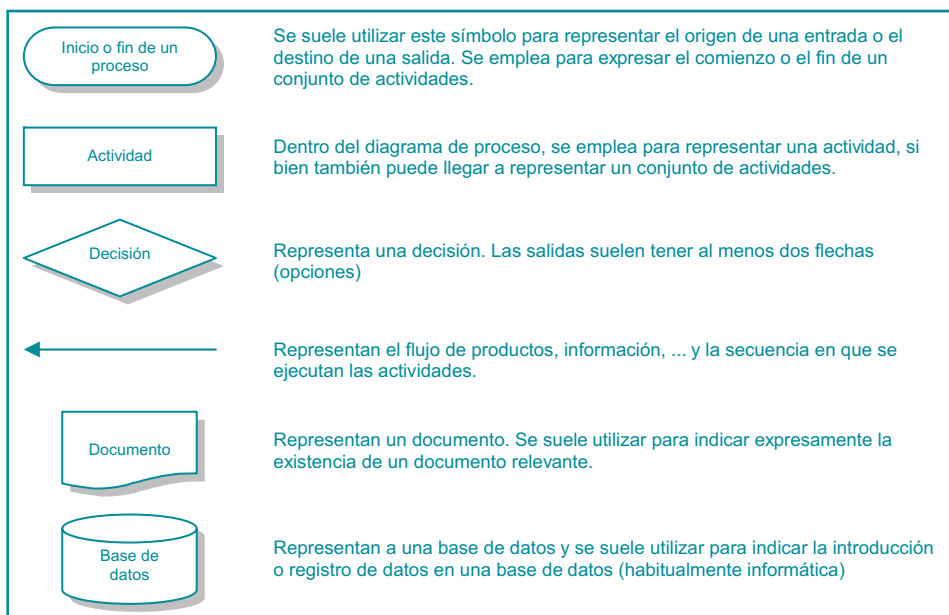 Inicio o fin de un
proceso
Se suele utilizar este símbolo para representar el origen de una entrada o el
destino de una salida. Se emplea para expresar el comienzo o el fin de un
conjunto de actividades.
Actividad
Dentro del diagrama de proceso, se emplea para representar una actividad, si
bien también puede llegar a representar un conjunto de actividades.
Decisión
Representa una decisión. Las salidas suelen tener al menos dos flechas
(opciones)
Representan el flujo de productos, información, ... y la secuencia en que se
ejecutan las actividades.
Documento
Representan un documento. Se suele utilizar para indicar expresamente la
existencia de un documento relevante.
Base de
datos
Representan a una base de datos y se suele utilizar para indicar la introducción
o registro de datos en una base de datos (habitualmente informática)